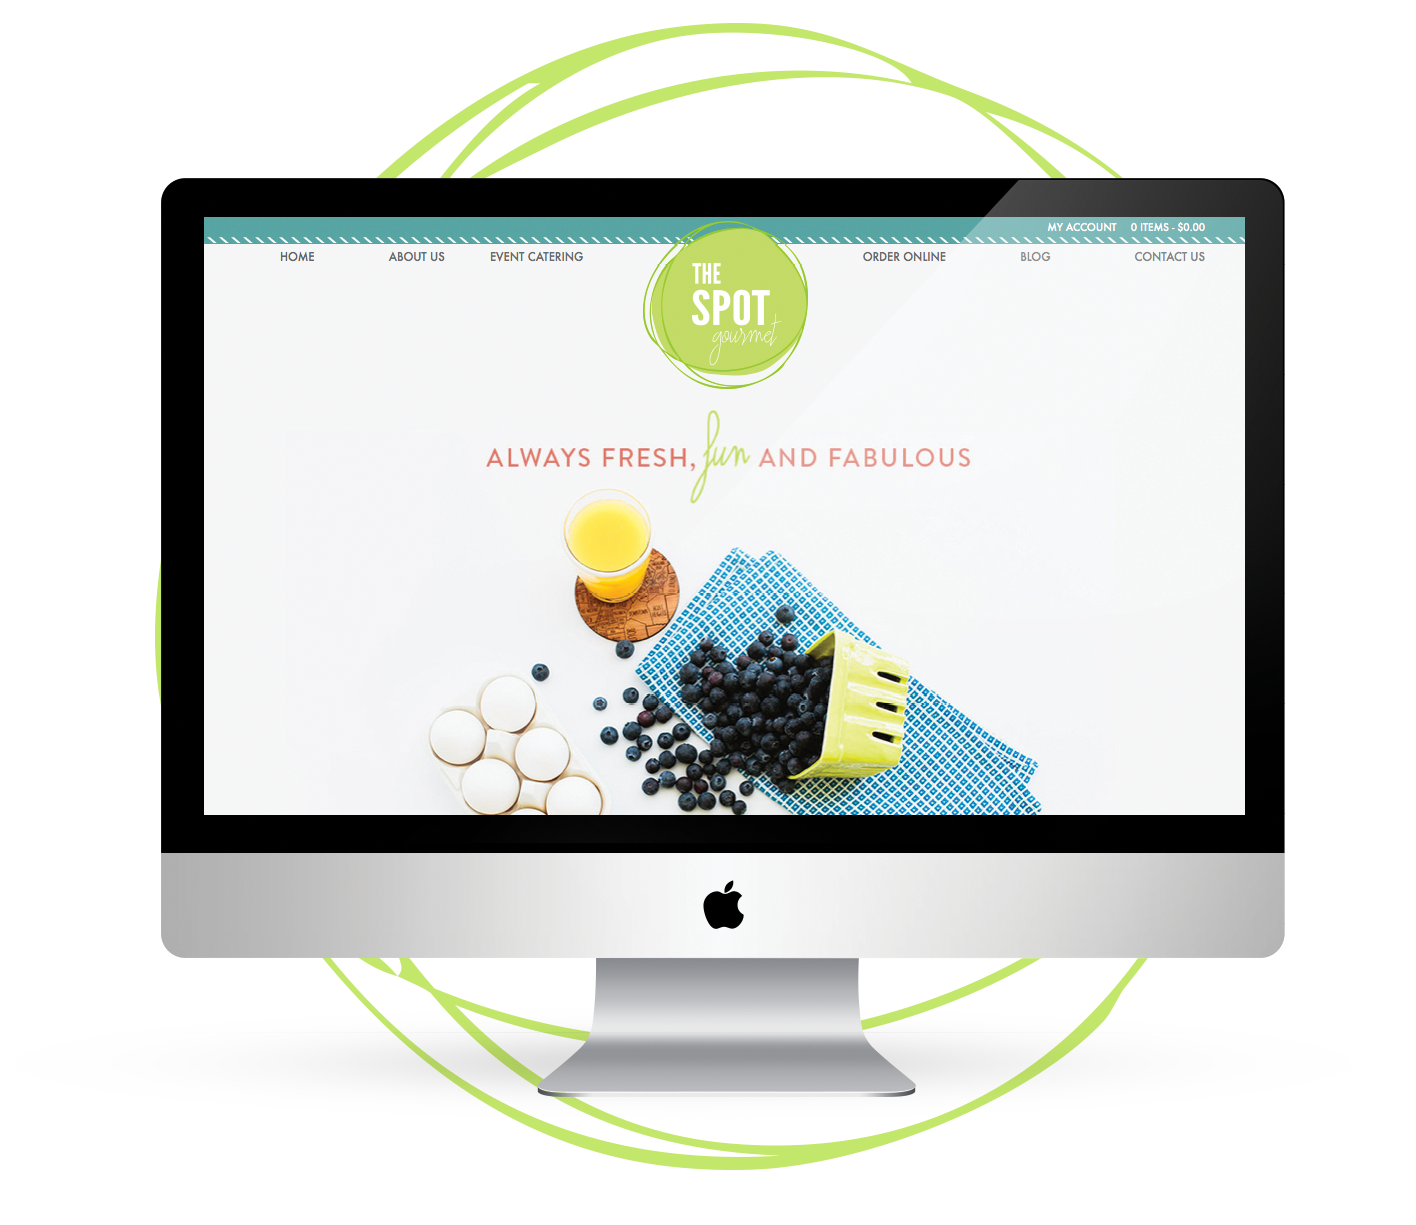 MY ACCOUNT 0 ITEMS - $0.00
HOME ABOUT US EVENT CATERING ORDER ONLINE BLOG CONTACT US
THE
SPOT
gourmet
ALWAYS FRESH, fun AND FABULOUS